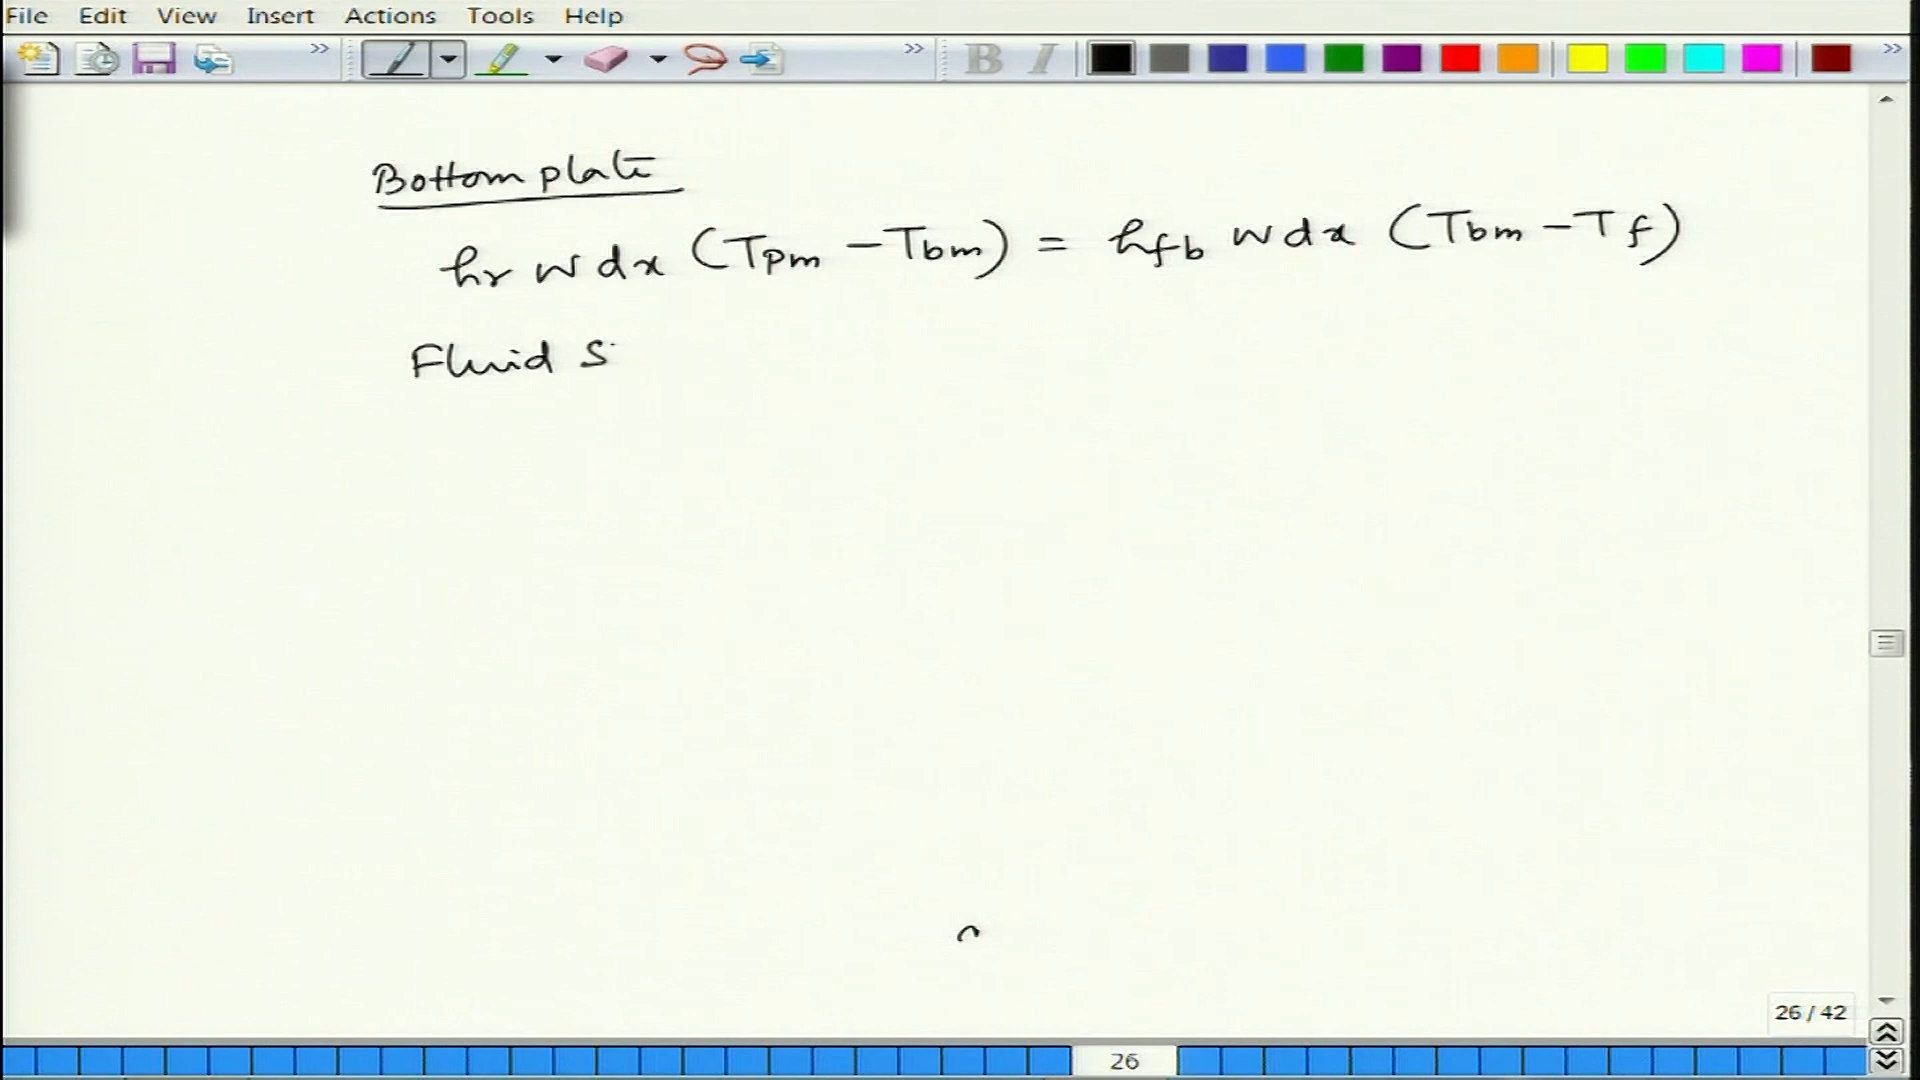 File Edit View Insert Actions Tools Help
B I
Bottom plate
hr W dx (Tpm - Tbm) = hfb W dx (Tbm - Tf)
Fluid S
26 / 42
26